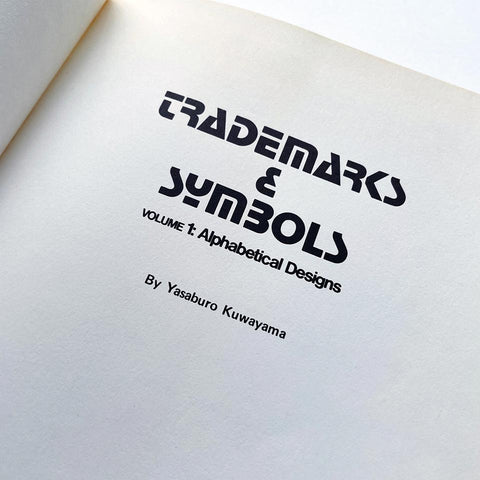 TRADEMARKS
&
SYMBOLS
VOLUME 1: Alphabetical Designs
By Yasaburo Kuwayama